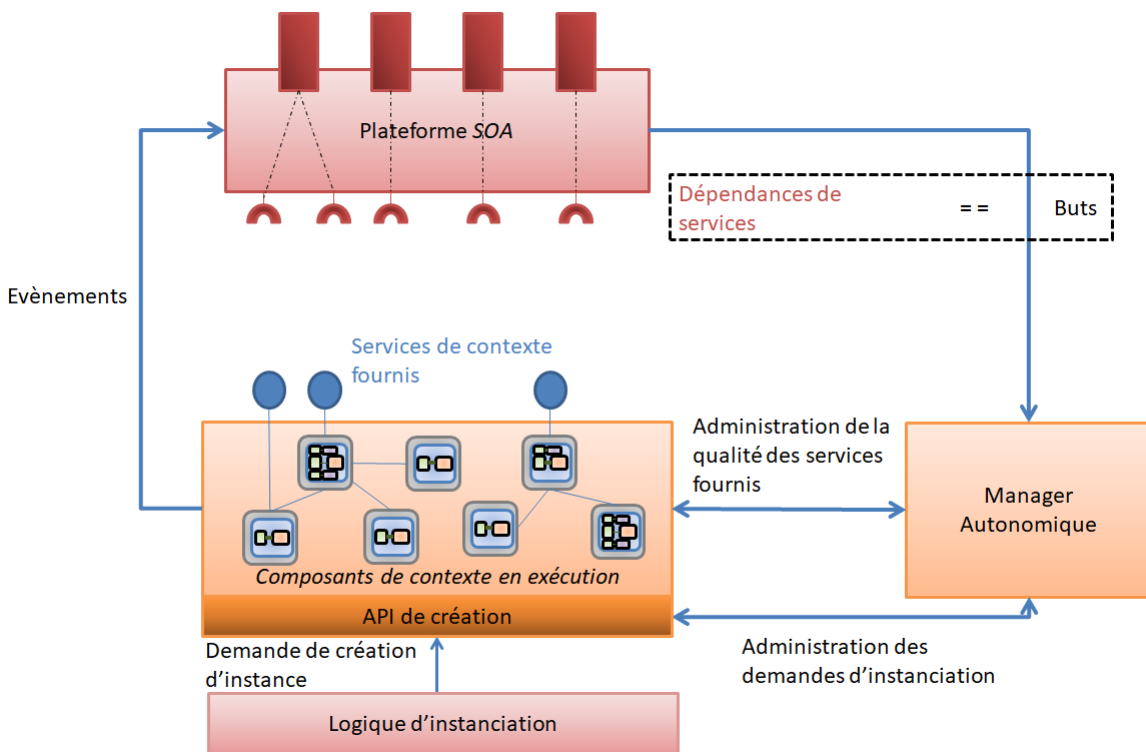 Plateforme SOA
Dépendances de
services
= =
Buts
Evènements
Services de contexte
fournis
Administration de la
qualité des services
fournis
Manager
Autonomique
Composants de contexte en exécution
API de création
Demande de création
d’instance
Administration des
demandes d’instanciation
Logique d’instanciation